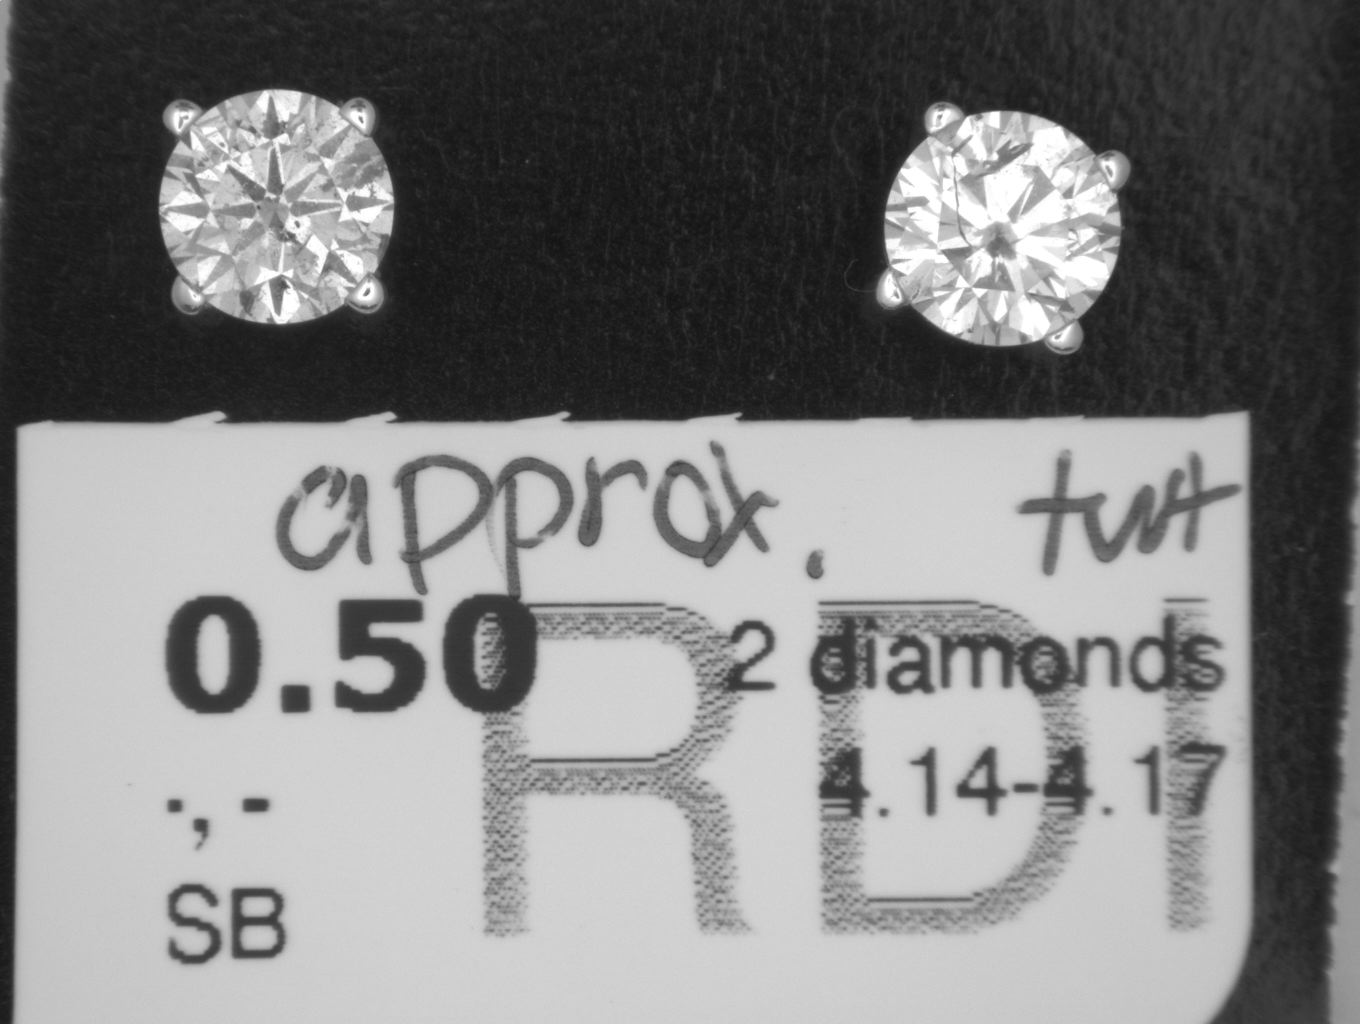 approx. twt
0.50 2 diamonds
RDI
4.14-4.17
-, -
SB